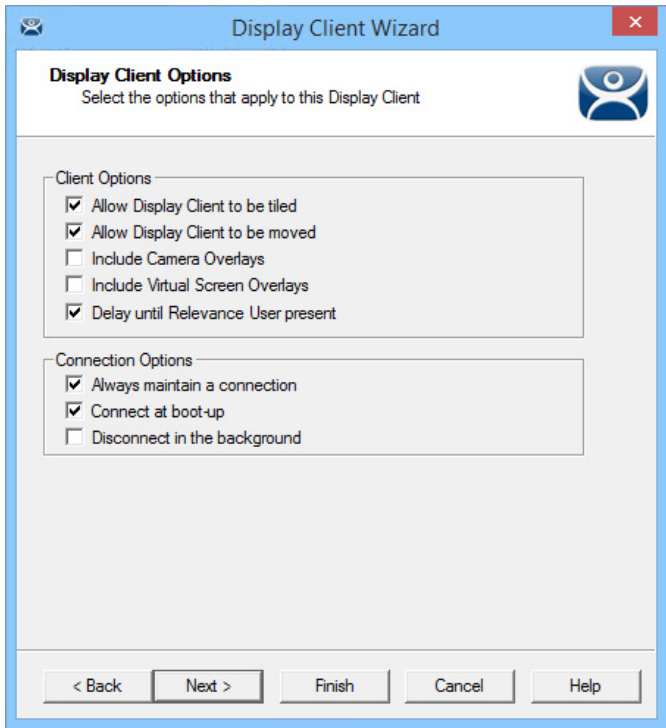 Display Client Wizard
Display Client Options
Select the options that apply to this Display Client
Client Options
Allow Display Client to be tiled
Allow Display Client to be moved
Include Camera Overlays
Include Virtual Screen Overlays
Delay until Relevance User present
Connection Options
Always maintain a connection
Connect at boot-up
Disconnect in the background
< Back
Next >
Finish
Cancel
Help